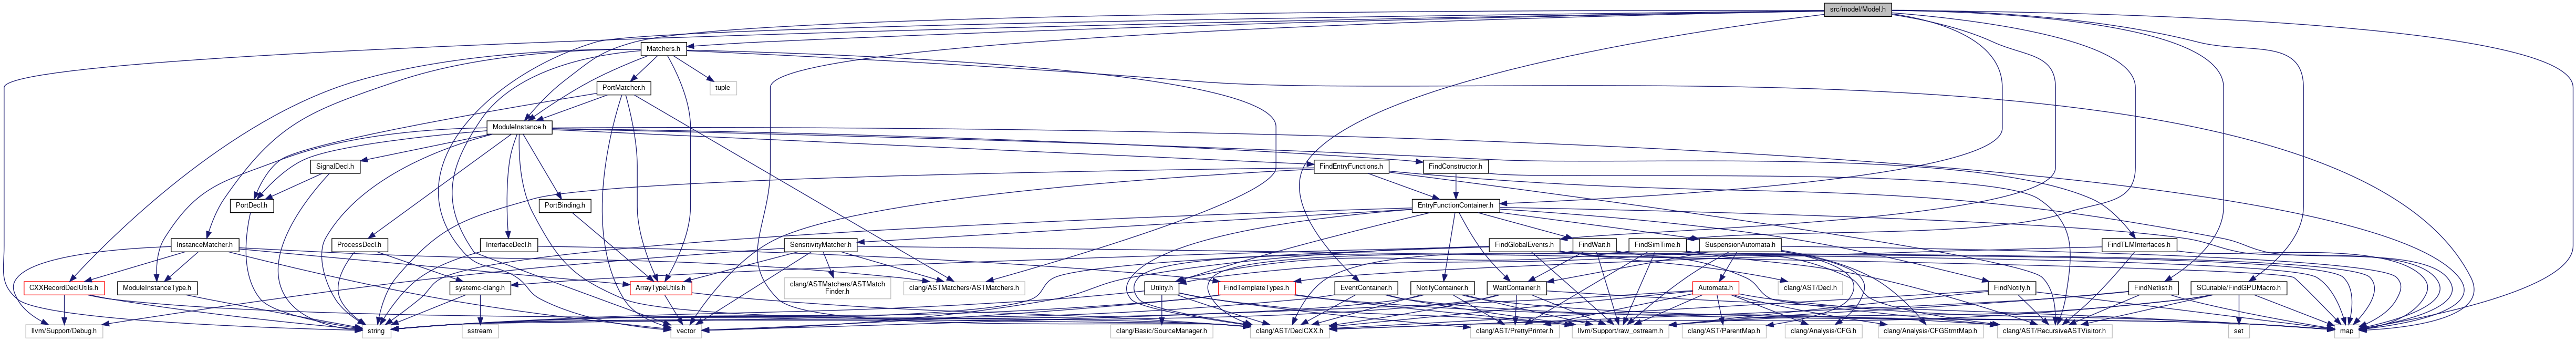 src/model/Model.h
Matchers.h
tuple
PortMatcher.h
ModuleInstance.h
SignalDecl.h
FindEntryFunctions.h
FindConstructor.h
PortDecl.h
PortBinding.h
EntryFunctionContainer.h
InstanceMatcher.h
ProcessDecl.h
InterfaceDecl.h
SensitivityMatcher.h
FindGlobalEvents.h
FindWait.h
FindSimTime.h
SuspensionAutomata.h
FindTLMInterfaces.h
CXXRecordDeclUtils.h
ModuleInstanceType.h
systemc-clang.h
ArrayTypeUtils.h
clang/ASTMatchers/ASTMatch
Finder.h
clang/ASTMatchers/ASTMatchers.h
Utility.h
FindTemplateTypes.h
EventContainer.h
NotifyContainer.h
WaitContainer.h
Automata.h
clang/AST/Decl.h
FindNotify.h
FindNetlist.h
SCuitable/FindGPUMacro.h
llvm/Support/Debug.h
string
sstream
vector
clang/Basic/SourceManager.h
clang/AST/DeclCXX.h
clang/AST/PrettyPrinter.h
llvm/Support/raw_ostream.h
clang/AST/ParentMap.h
clang/Analysis/CFG.h
clang/Analysis/CFGStmtMap.h
clang/AST/RecursiveASTVisitor.h
set
map